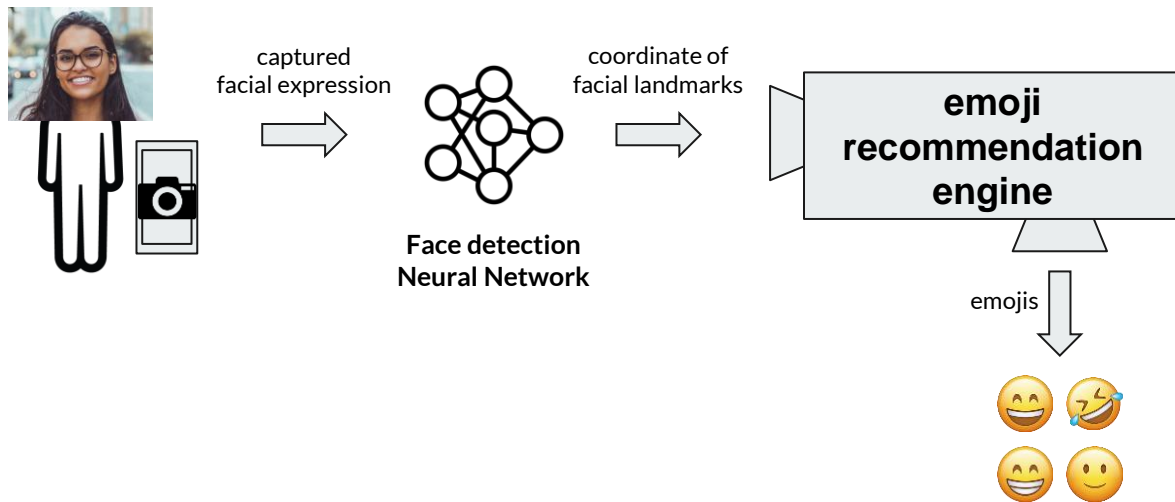 captured
facial expression
coordinate of
facial landmarks
emoji
recommendation
engine
Face detection
Neural Network
emojis